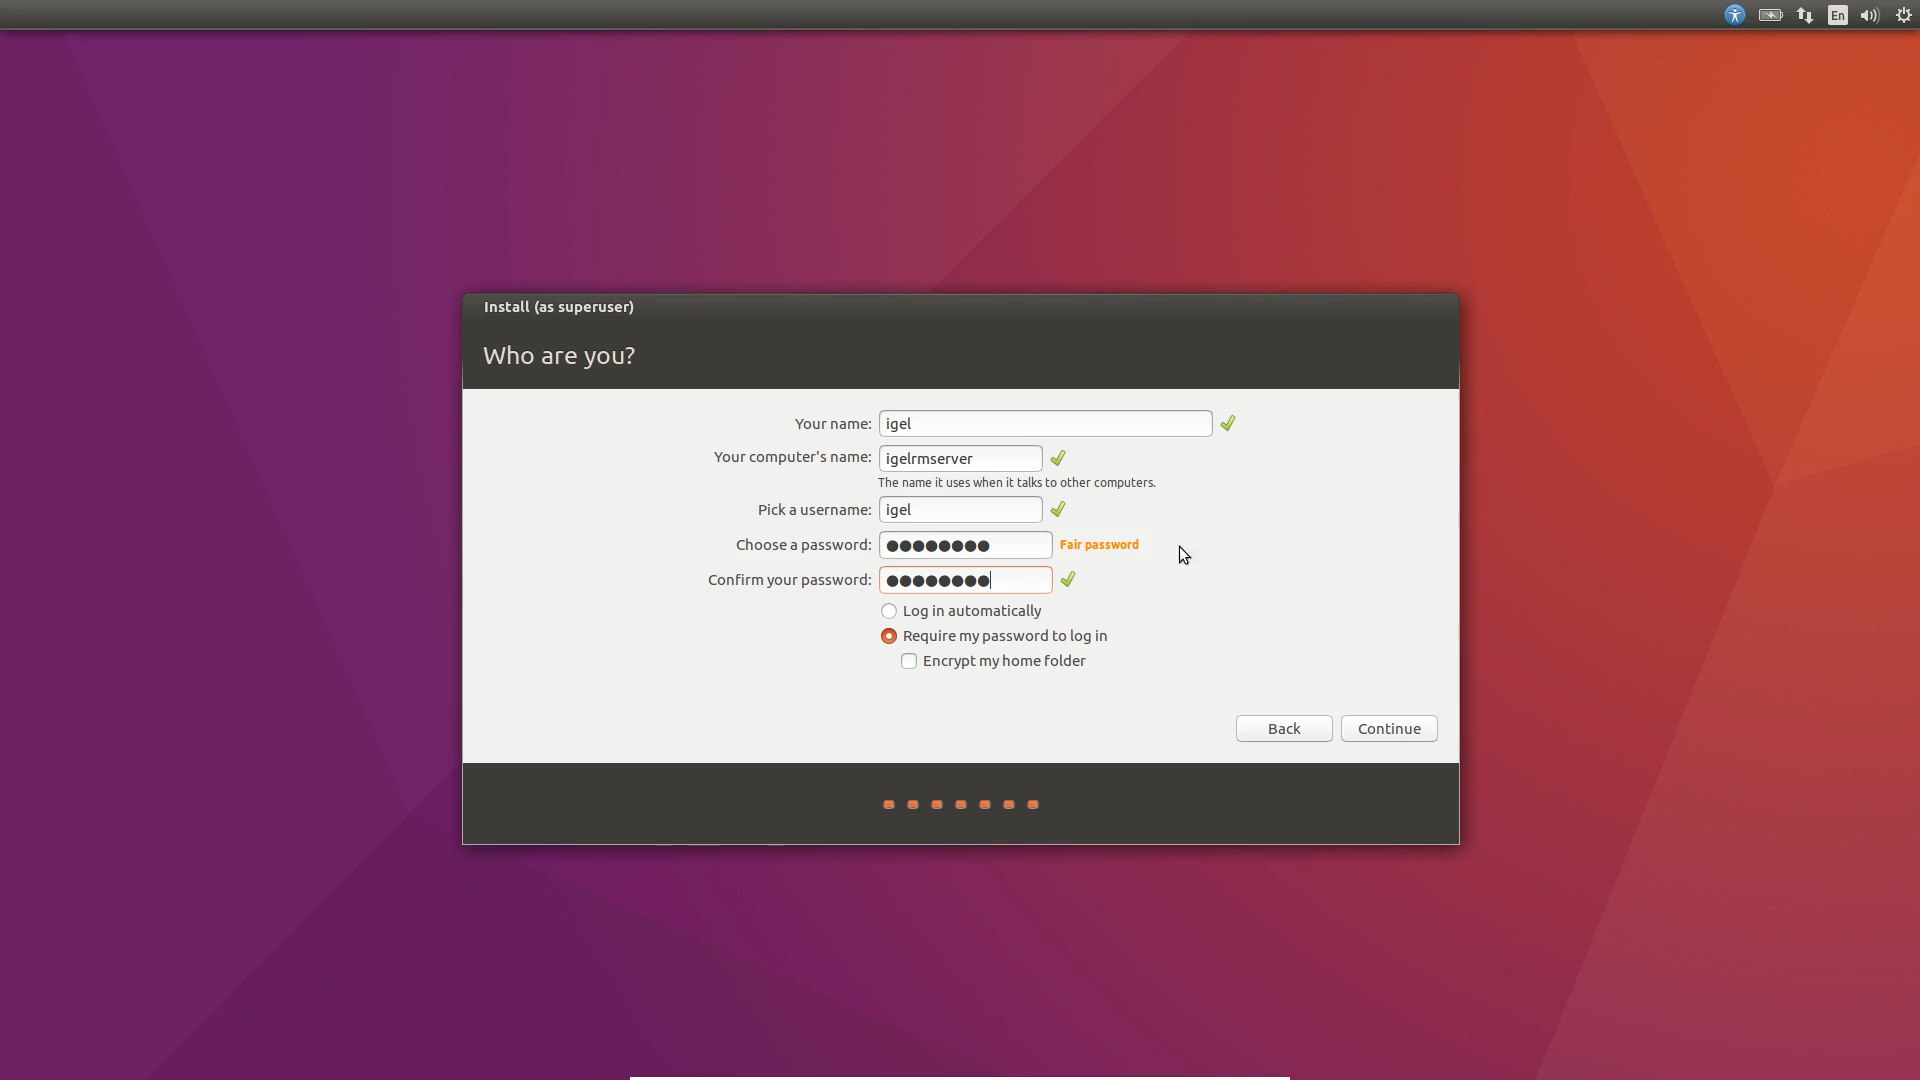 En
Install (as superuser)
Who are you?
Your name: igel
Your computer's name: igelrmserver
The name it uses when it talks to other computers.
Pick a username: igel
Choose a password: ●●●●●●●● Fair password
Confirm your password: ●●●●●●●●
Log in automatically
Require my password to log in
Encrypt my home folder
Back Continue